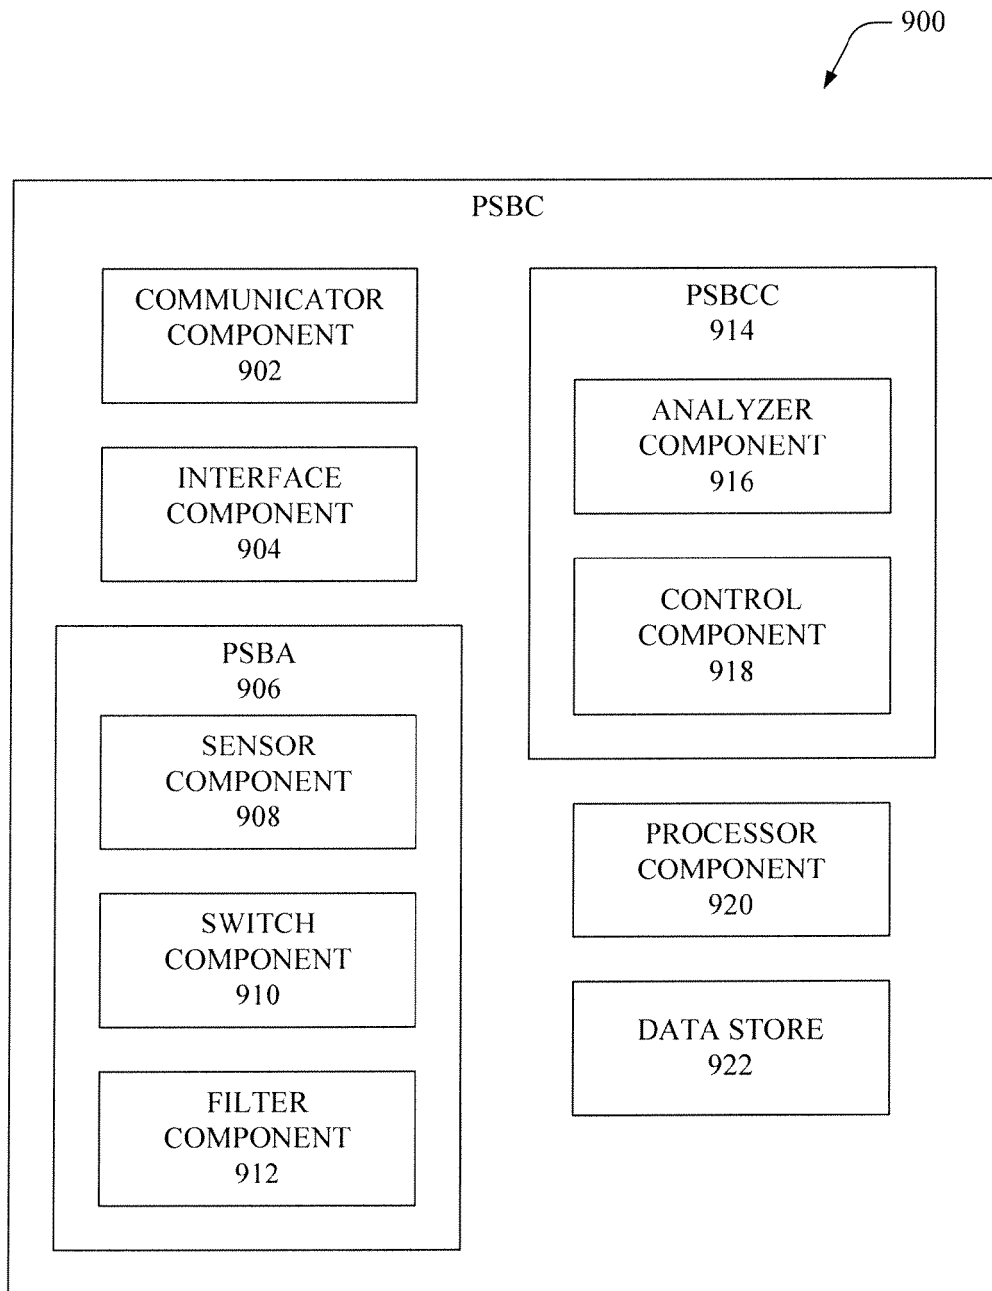 900
PSBC
COMMUNICATOR
COMPONENT
902
INTERFACE
COMPONENT
904
PSBA
906
SENSOR
COMPONENT
908
SWITCH
COMPONENT
910
FILTER
COMPONENT
912
PSBCC
914
ANALYZER
COMPONENT
916
CONTROL
COMPONENT
918
PROCESSOR
COMPONENT
920
DATA STORE
922